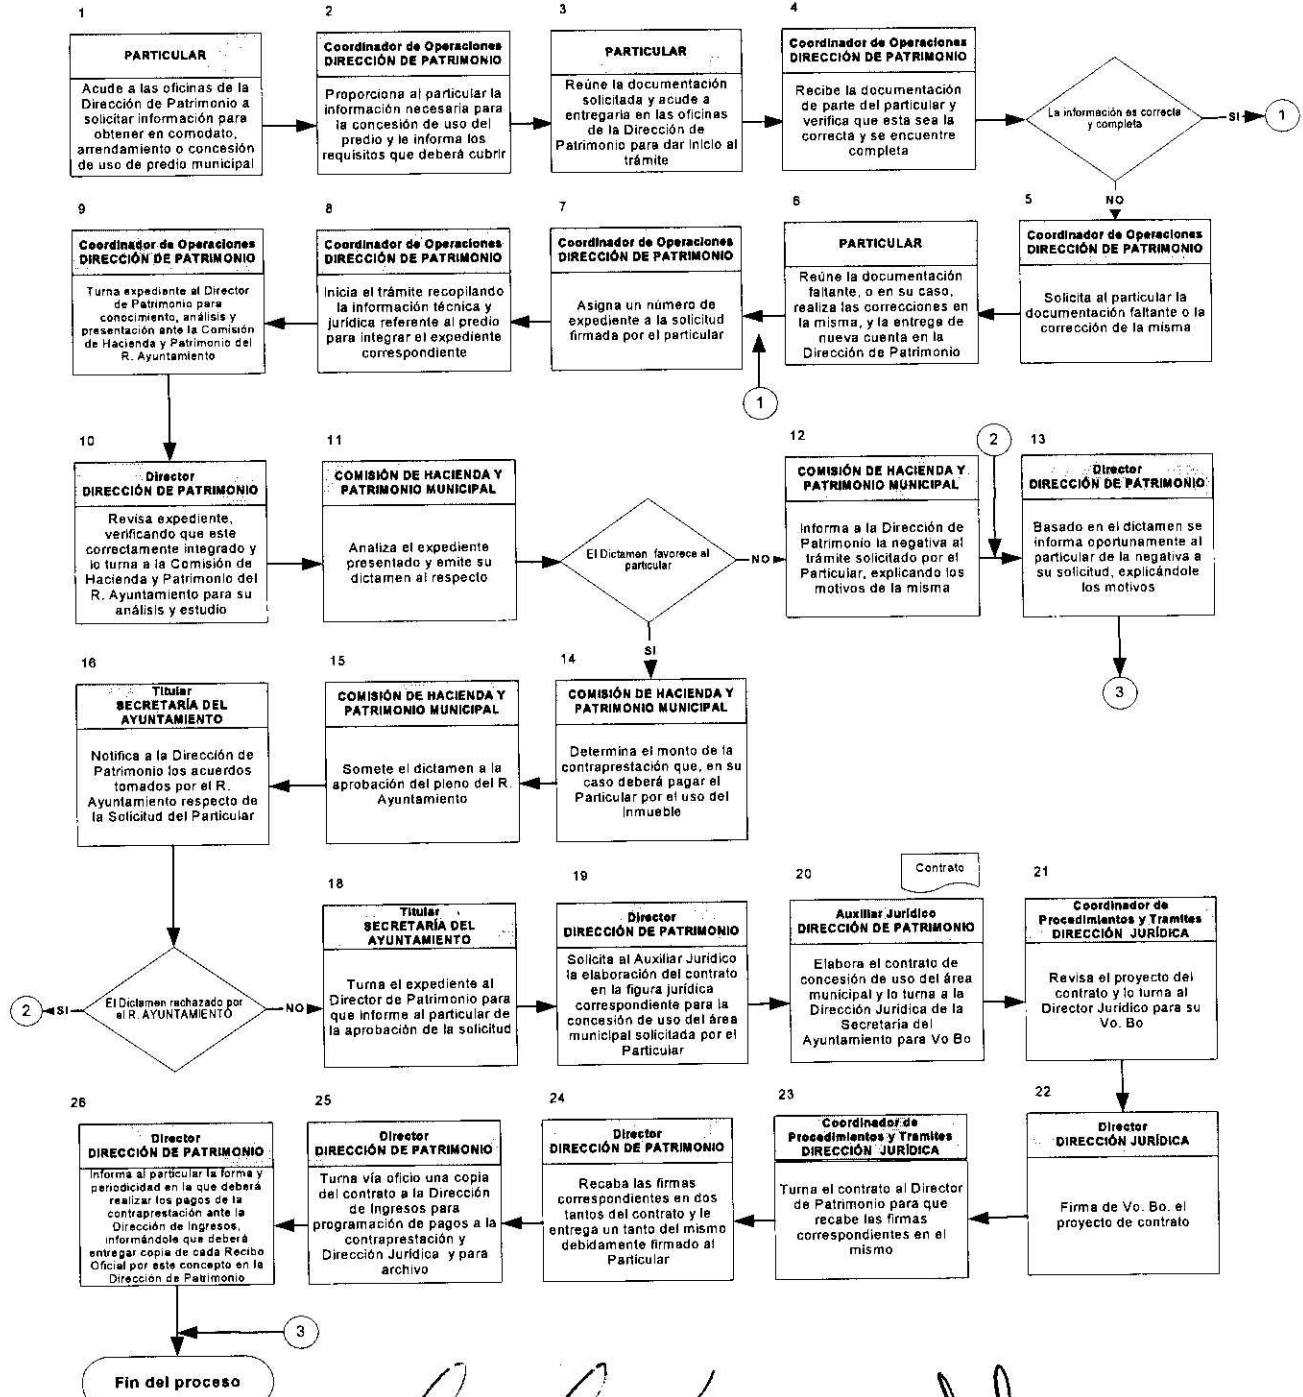 1
PARTICULAR
Acude a las oficinas de la
Dirección de Patrimonio a
solicitar información para
obtener en comodato,
arrendamiento o concesión
de uso de predio municipal
2
Coordinador de Operaciones
DIRECCIÓN DE PATRIMONIO
Proporciona al particular la
información necesaria para
la concesión de uso del
predio y le informa los
requisitos que deberá cubrir
3
PARTICULAR
Reúne la documentación
solicitada y acude a
entregarla en las oficinas
de la Dirección de
Patrimonio para dar inicio al
trámite
4
Coordinador de Operaciones
DIRECCIÓN DE PATRIMONIO
Recibe la documentación
de parte del particular y
verifica que esta sea la
correcta y se encuentre
completa
La información es correcta
y completa
SI
1
NO
5
Coordinador de Operaciones
DIRECCIÓN DE PATRIMONIO
Solicita al particular la
documentación faltante o la
corrección de la misma
6
PARTICULAR
Reúne la documentación
faltante, o en su caso,
realiza las correcciones en
la misma, y la entrega de
nueva cuenta en la
Dirección de Patrimonio
7
Coordinador de Operaciones
DIRECCIÓN DE PATRIMONIO
Asigna un número de
expediente a la solicitud
firmada por el particular
1
8
Coordinador de Operaciones
DIRECCIÓN DE PATRIMONIO
Inicia el trámite recopilando
la información técnica y
jurídica referente al predio
para integrar el expediente
correspondiente
9
Coordinador de Operaciones
DIRECCIÓN DE PATRIMONIO
Turna expediente al Director
de Patrimonio para
conocimiento, análisis y
presentación ante la Comisión
de Hacienda y Patrimonio del
R. Ayuntamiento
10
Director
DIRECCIÓN DE PATRIMONIO
Revisa expediente,
verificando que este
correctamente integrado y
lo turna a la Comisión de
Hacienda y Patrimonio del
R. Ayuntamiento para su
análisis y estudio
11
COMISIÓN DE HACIENDA Y
PATRIMONIO MUNICIPAL
Analiza el expediente
presentado y emite su
dictamen al respecto
El Dictamen favorece al
particular
NO
SI
12
COMISIÓN DE HACIENDA Y
PATRIMONIO MUNICIPAL
Informa a la Dirección de
Patrimonio la negativa al
trámite solicitado por el
Particular, explicando los
motivos de la misma
2
13
Director
DIRECCIÓN DE PATRIMONIO
Basado en el dictamen se
informa oportunamente al
particular de la negativa a
su solicitud, explicándole
los motivos
3
14
COMISIÓN DE HACIENDA Y
PATRIMONIO MUNICIPAL
Determina el monto de la
contraprestación que, en su
caso deberá pagar el
Particular por el uso del
Inmueble
15
COMISIÓN DE HACIENDA Y
PATRIMONIO MUNICIPAL
Somete el dictamen a la
aprobación del pleno del R.
Ayuntamiento
16
Titular
SECRETARÍA DEL
AYUNTAMIENTO
Notifica a la Dirección de
Patrimonio los acuerdos
tomados por el R.
Ayuntamiento respecto de
la Solicitud del Particular
El Dictamen rechazado por
el R. AYUNTAMIENTO
SI
2
NO
18
Titular
SECRETARÍA DEL
AYUNTAMIENTO
Turna el expediente al
Director de Patrimonio para
que informe al particular de
la aprobación de la solicitud
19
Director
DIRECCIÓN DE PATRIMONIO
Solicita al Auxiliar Jurídico
la elaboración del contrato
en la figura jurídica
correspondiente para la
concesión de uso del área
municipal solicitada por el
Particular
20
Contrato
Auxiliar Jurídico
DIRECCIÓN DE PATRIMONIO
Elabora el contrato de
concesión de uso del área
municipal y lo turna a la
Dirección Jurídica de la
Secretaría del
Ayuntamiento para Vo Bo
21
Coordinador de
Procedimientos y Tramites
DIRECCIÓN JURÍDICA
Revisa el proyecto del
contrato y lo turna al
Director Jurídico para su
Vo. Bo
22
Director
DIRECCIÓN JURÍDICA
Firma de Vo. Bo. el
proyecto de contrato
23
Coordinador de
Procedimientos y Tramites
DIRECCIÓN JURÍDICA
Turna el contrato al Director
de Patrimonio para que
recabe las firmas
correspondientes en el
mismo
24
Director
DIRECCIÓN DE PATRIMONIO
Recaba las firmas
correspondientes en dos
tantos del contrato y le
entrega un tanto del mismo
debidamente firmado al
Particular
25
Director
DIRECCIÓN DE PATRIMONIO
Turna vía oficio una copia
del contrato a la Dirección
de Ingresos para
programación de pagos a la
contraprestación y
Dirección Jurídica y para
archivo
26
Director
DIRECCIÓN DE PATRIMONIO
Informa al particular la forma y
periodicidad en la que deberá
realizar los pagos de la
contraprestación ante la
Dirección de Ingresos,
informándole que deberá
entregar copia de cada Recibo
Oficial por este concepto en la
Dirección de Patrimonio
3
Fin del proceso